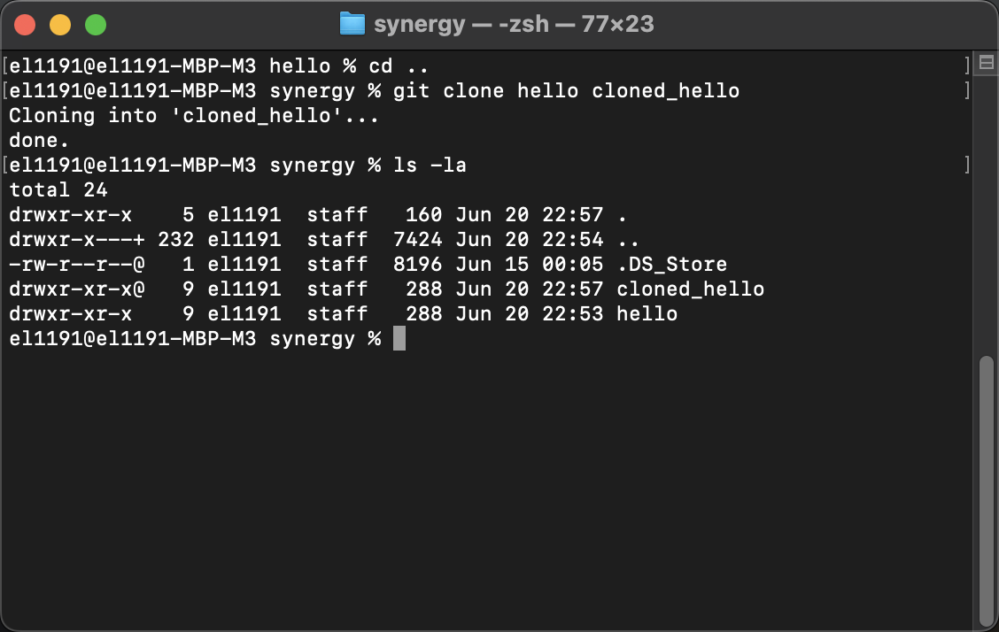 synergy — -zsh — 77×23
[el1191@el1191-MBP-M3 hello % cd .. ]
[el1191@el1191-MBP-M3 synergy % git clone hello cloned_hello ]
Cloning into 'cloned_hello'...
done.
[el1191@el1191-MBP-M3 synergy % ls -la ]
total 24
drwxr-xr-x    5 el1191  staff   160 Jun 20 22:57 .
drwxr-x---+ 232 el1191  staff  7424 Jun 20 22:54 ..
-rw-r--r--@   1 el1191  staff  8196 Jun 15 00:05 .DS_Store
drwxr-xr-x@   9 el1191  staff   288 Jun 20 22:57 cloned_hello
drwxr-xr-x    9 el1191  staff   288 Jun 20 22:53 hello
el1191@el1191-MBP-M3 synergy %